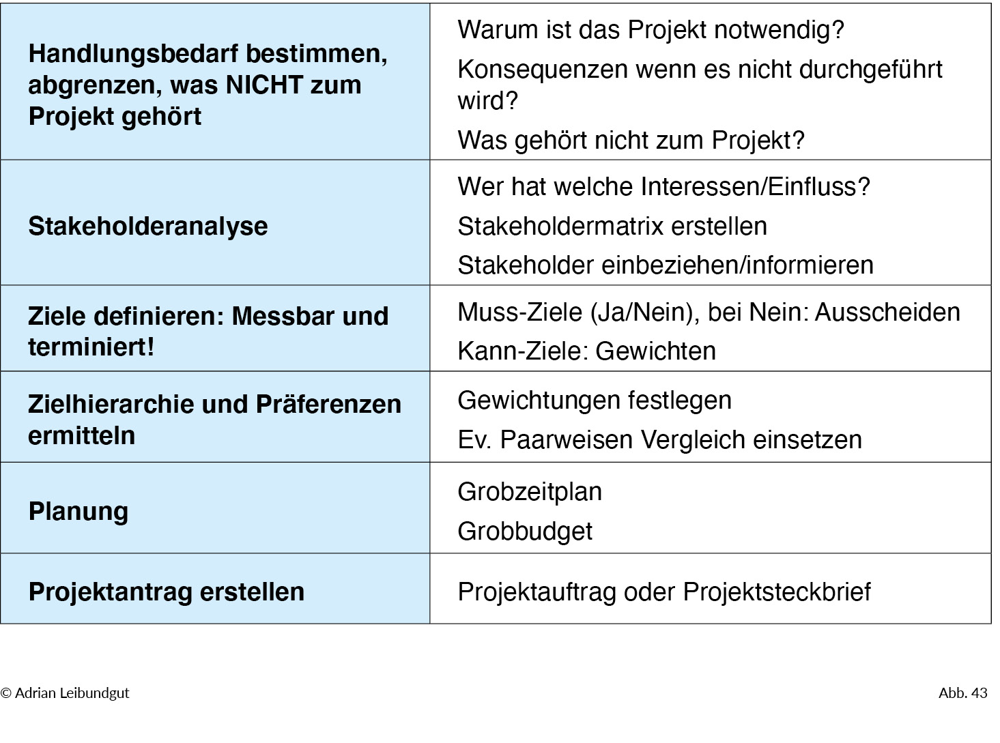 Handlungsbedarf bestimmen,
abgrenzen, was NICHT zum
Projekt gehört
Warum ist das Projekt notwendig?
Konsequenzen wenn es nicht durchgeführt
wird?
Was gehört nicht zum Projekt?
Stakeholderanalyse
Wer hat welche Interessen/Einfluss?
Stakeholdermatrix erstellen
Stakeholder einbeziehen/informieren
Ziele definieren: Messbar und
terminiert!
Muss-Ziele (Ja/Nein), bei Nein: Ausscheiden
Kann-Ziele: Gewichten
Zielhierarchie und Präferenzen
ermitteln
Gewichtungen festlegen
Ev. Paarweisen Vergleich einsetzen
Planung
Grobzeitplan
Grobbudget
Projektantrag erstellen
Projektauftrag oder Projektsteckbrief
© Adrian Leibundgut
Abb. 43